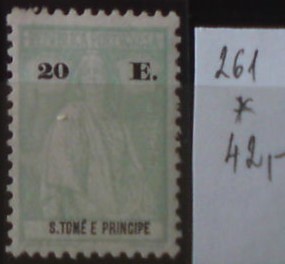 20 E.
261
*
42,-
S. TOMÉ E PRINCIPE